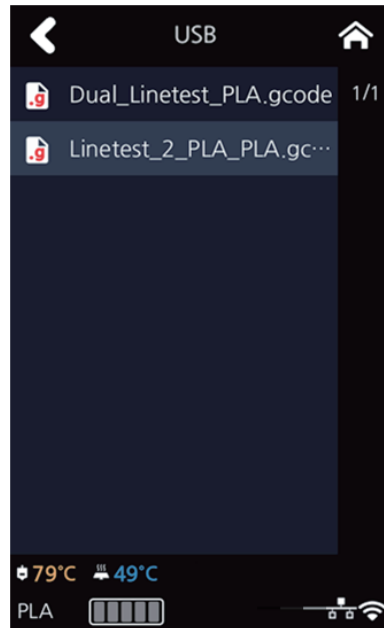 USB
Dual_Linetest_PLA.gcode 1/1
Linetest_2_PLA_PLA.gc···
79°C 49°C
PLA